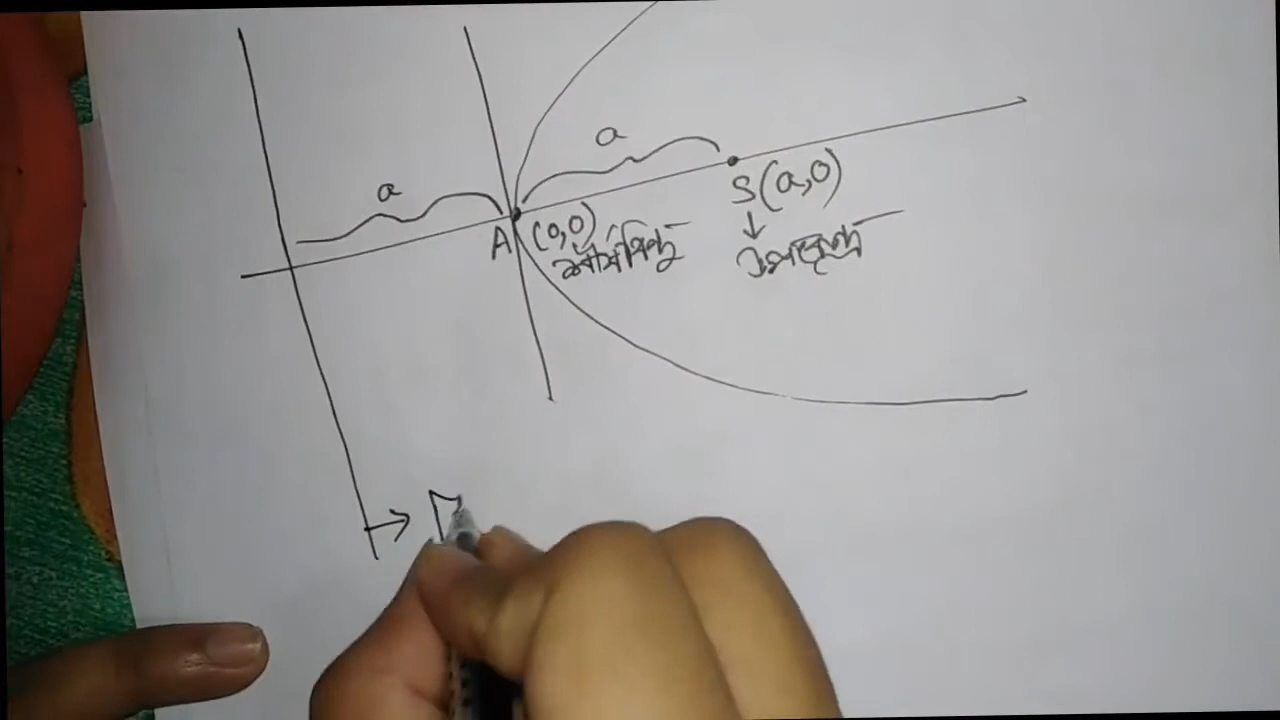 a
a
S(a,0)
A (0,0)
শীর্ষবিন্দু
↓
উপকেন্দ্র
→